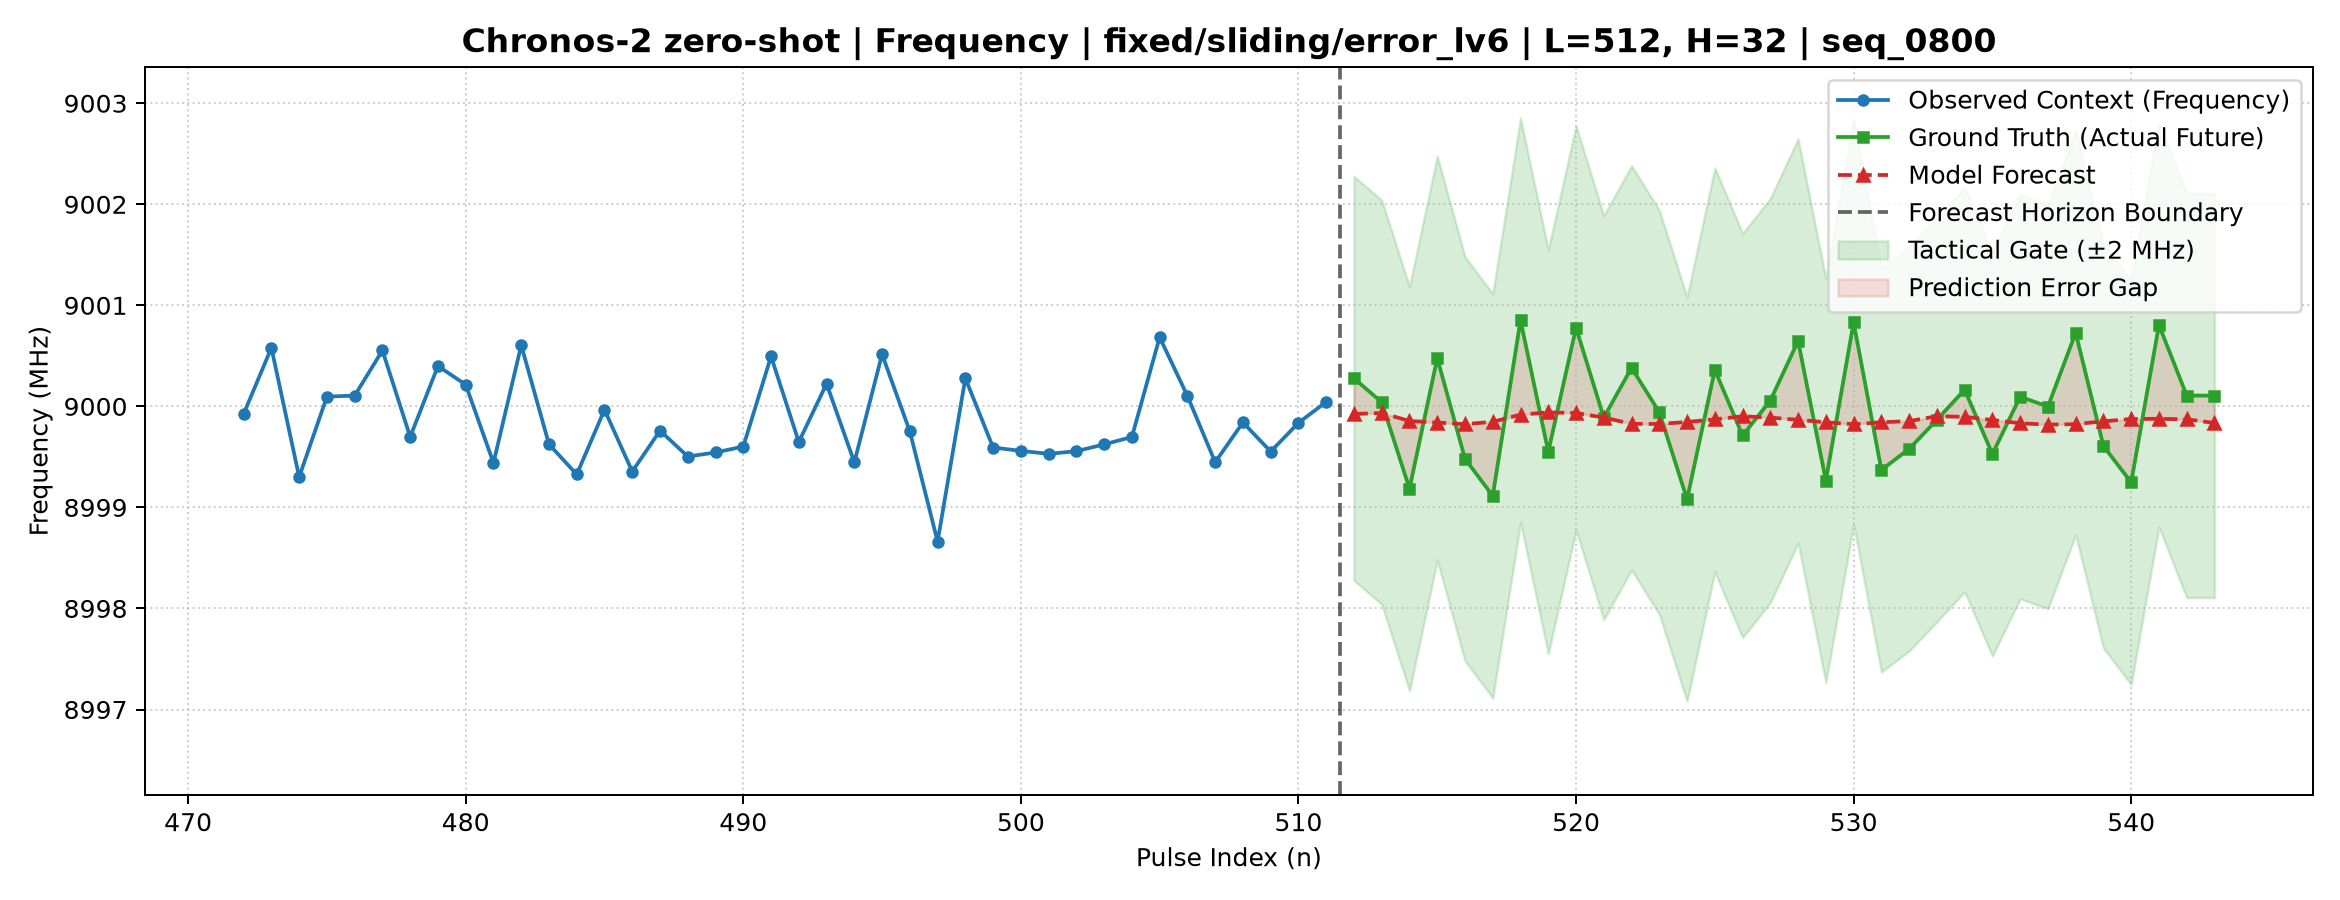 Chronos-2 zero-shot | Frequency | fixed/sliding/error_lv6 | L=512, H=32 | seq_0800
Frequency (MHz)
9003
9002
9001
9000
8999
8998
8997
Observed Context (Frequency)
Ground Truth (Actual Future)
Model Forecast
Forecast Horizon Boundary
Tactical Gate (±2 MHz)
Prediction Error Gap
470 480 490 500 510 520 530 540
Pulse Index (n)